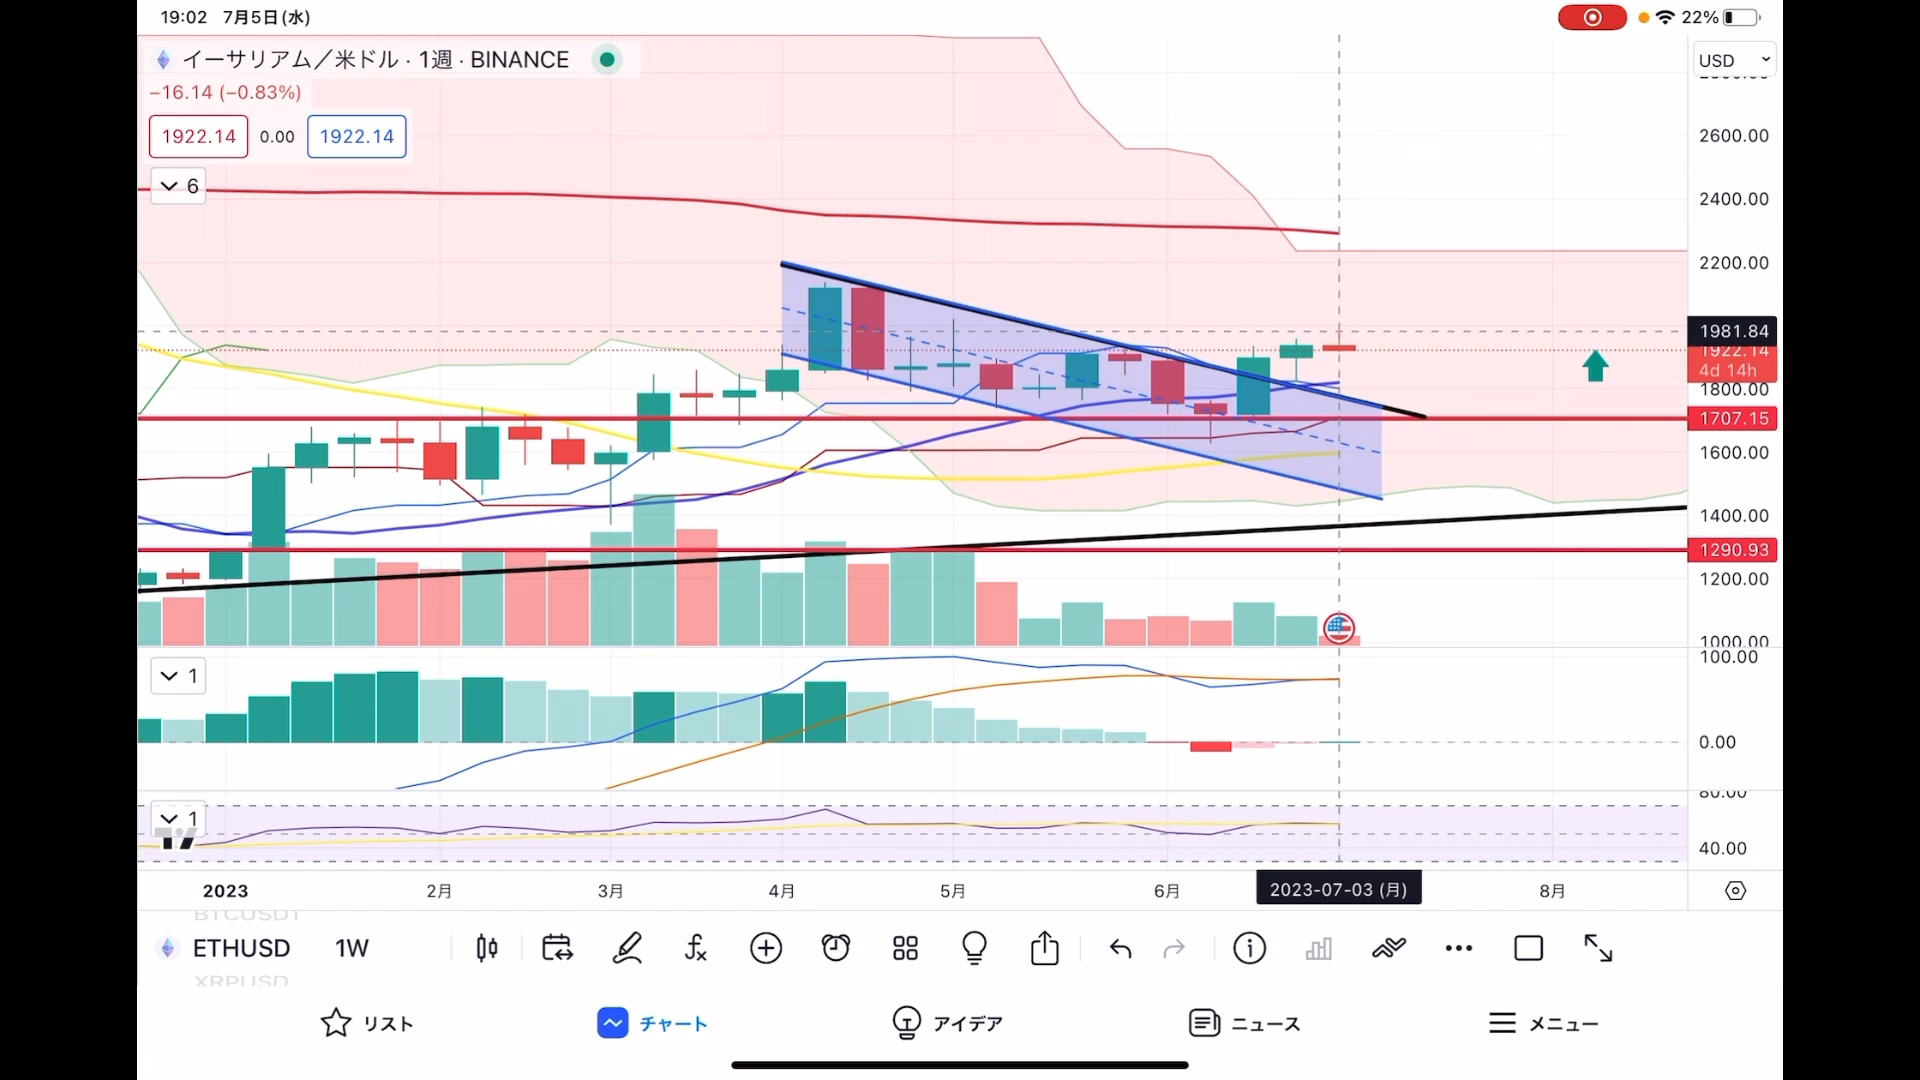 19:02 7月5日(水)
22%
イーサリアム／米ドル · 1週 · BINANCE
USD
−16.14 (−0.83%)
1922.14 0.00 1922.14
6
2600.00
2400.00
2200.00
1981.84
1922.14
4d 14h
1800.00
1707.15
1600.00
1400.00
1290.93
1200.00
1000.00
100.00
1
0.00
80.00
1
40.00
2023 2月 3月 4月 5月 6月 2023-07-03 (月) 8月
BTCUSDT
ETHUSD 1W
XRPUSD
リスト チャート アイデア ニュース メニュー